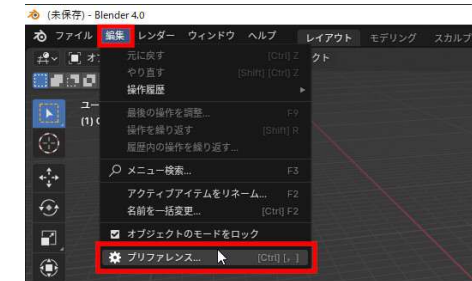 (未保存) - Blender 4.0
ファイル 編集 レンダー ウィンドウ ヘルプ レイアウト モデリング スカルプ
元に戻す [Ctrl] Z
やり直す [Shift] [Ctrl] Z
操作履歴
最後の操作を調整... F9
操作を繰り返す [Shift] R
履歴内の操作を繰り返す...
メニュー検索... F3
アクティブアイテムをリネーム... F2
名前を一括変更... [Ctrl] F2
オブジェクトのモードをロック
プリファレンス... [Ctrl] [ , ]
オ
クト
ユー
(1) C